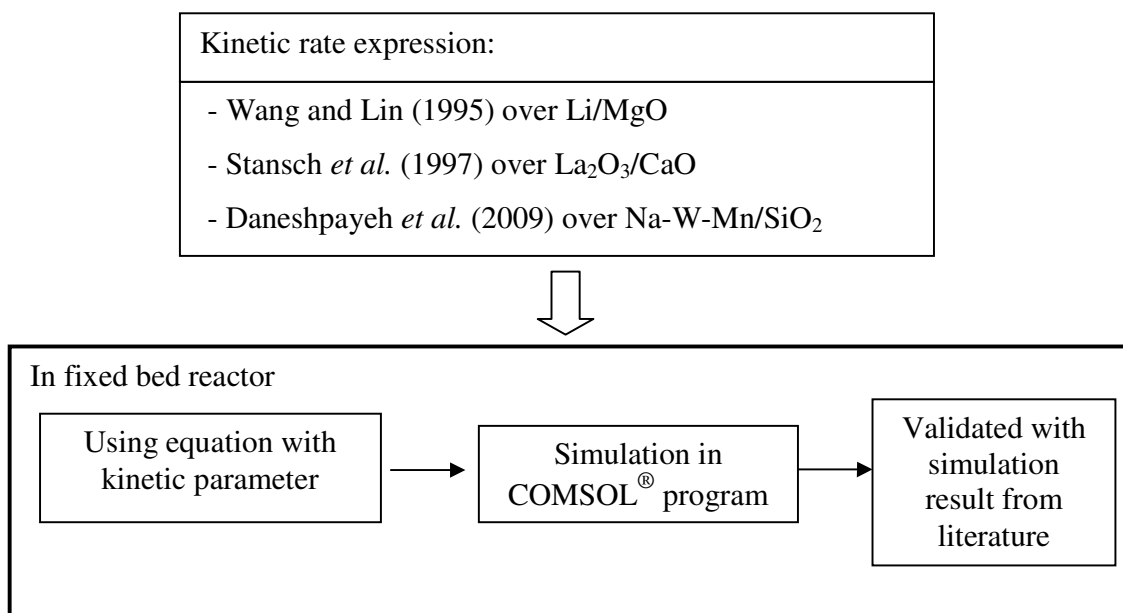 Kinetic rate expression:
- Wang and Lin (1995) over Li/MgO
- Stansch et al. (1997) over La₂O₃/CaO
- Daneshpayeh et al. (2009) over Na-W-Mn/SiO₂
In fixed bed reactor
Using equation with
kinetic parameter
Simulation in
COMSOL® program
Validated with
simulation
result from
literature